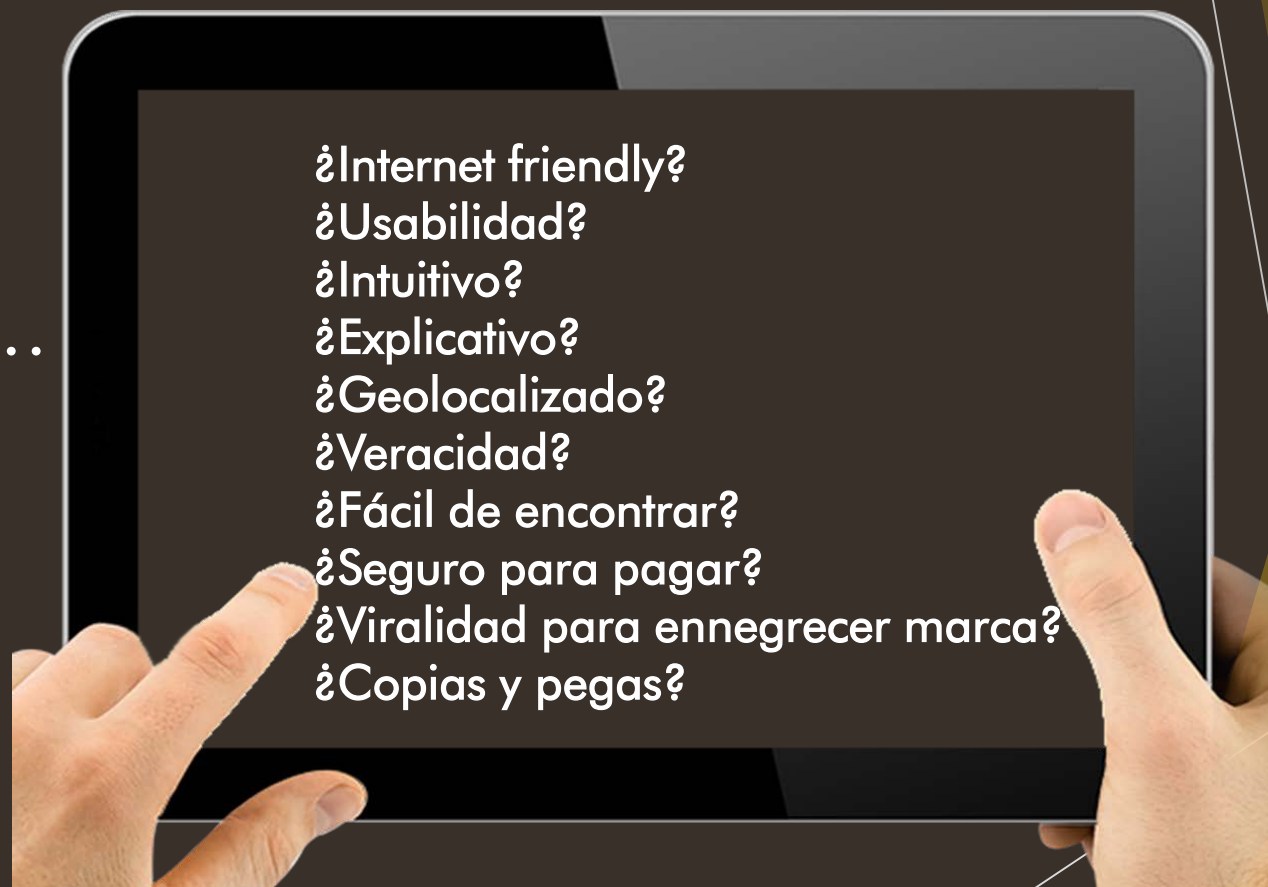 ¿Internet friendly?
¿Usabilidad?
¿Intuitivo?
¿Explicativo?
..
¿Geolocalizado?
¿Veracidad?
¿Fácil de encontrar?
¿Seguro para pagar?
¿Viralidad para ennegrecer marca?
¿Copias y pegas?